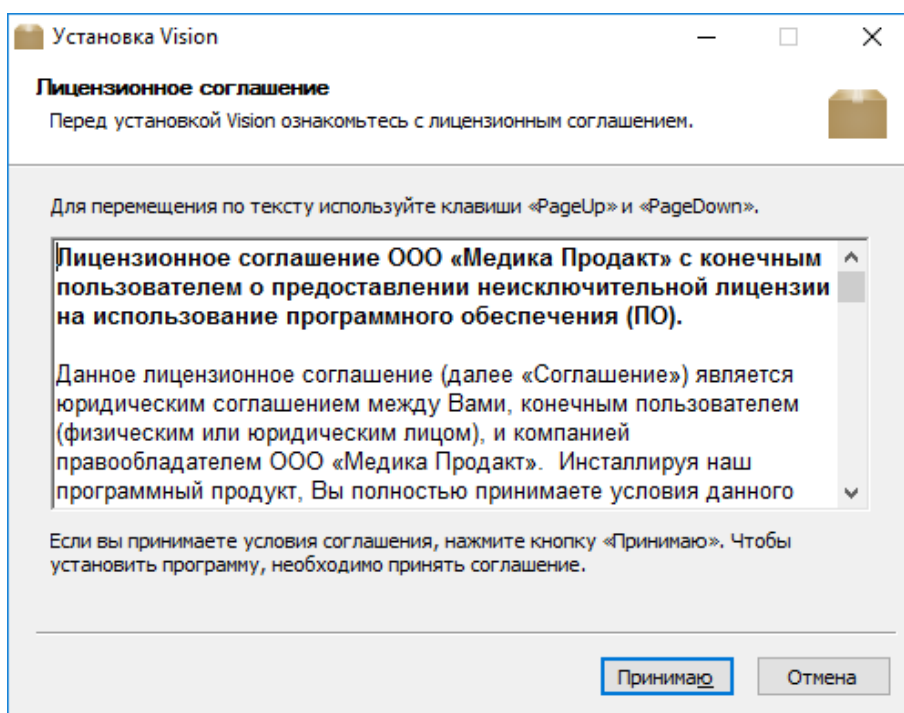 Установка Vision
Лицензионное соглашение
Перед установкой Vision ознакомьтесь с лицензионным соглашением.
Для перемещения по тексту используйте клавиши «PageUp» и «PageDown».
Лицензионное соглашение ООО «Медика Продакт» с конечным
пользователем о предоставлении неисключительной лицензии
на использование программного обеспечения (ПО).
Данное лицензионное соглашение (далее «Соглашение») является
юридическим соглашением между Вами, конечным пользователем
(физическим или юридическим лицом), и компанией
правообладателем ООО «Медика Продакт».  Инсталлируя наш
программный продукт, Вы полностью принимаете условия данного
Если вы принимаете условия соглашения, нажмите кнопку «Принимаю». Чтобы
установить программу, необходимо принять соглашение.
Принимаю
Отмена